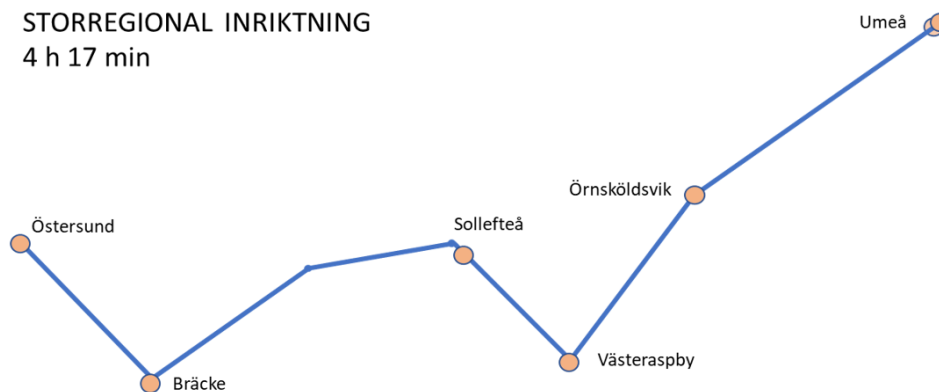 STORREGIONAL INRIKTNING
4 h 17 min
Umeå
Örnsköldsvik
Östersund
Sollefteå
Västeraspby
Bräcke